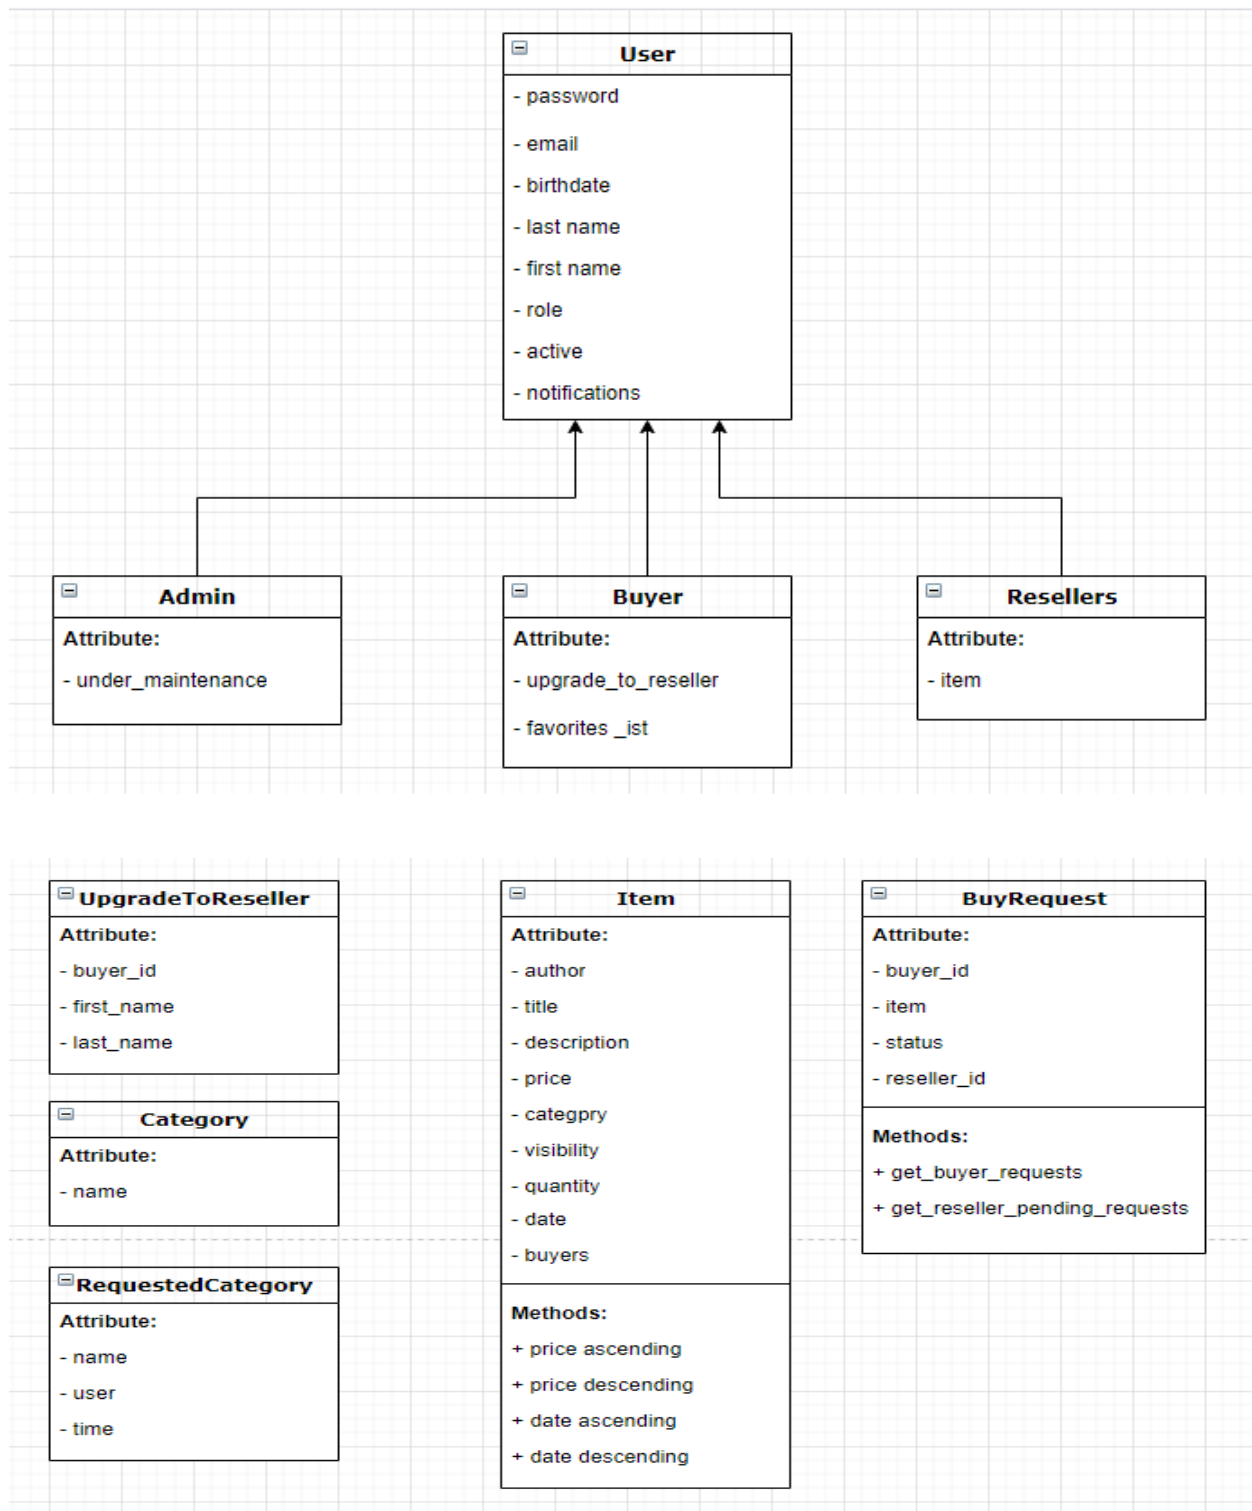 User
- password
- email
- birthdate
- last name
- first name
- role
- active
- notifications
Admin
Attribute:
- under_maintenance
Buyer
Attribute:
- upgrade_to_reseller
- favorites _ist
Resellers
Attribute:
- item
UpgradeToReseller
Attribute:
- buyer_id
- first_name
- last_name
Category
Attribute:
- name
RequestedCategory
Attribute:
- name
- user
- time
Item
Attribute:
- author
- title
- description
- price
- categpry
- visibility
- quantity
- date
- buyers
Methods:
+ price ascending
+ price descending
+ date ascending
+ date descending
BuyRequest
Attribute:
- buyer_id
- item
- status
- reseller_id
Methods:
+ get_buyer_requests
+ get_reseller_pending_requests